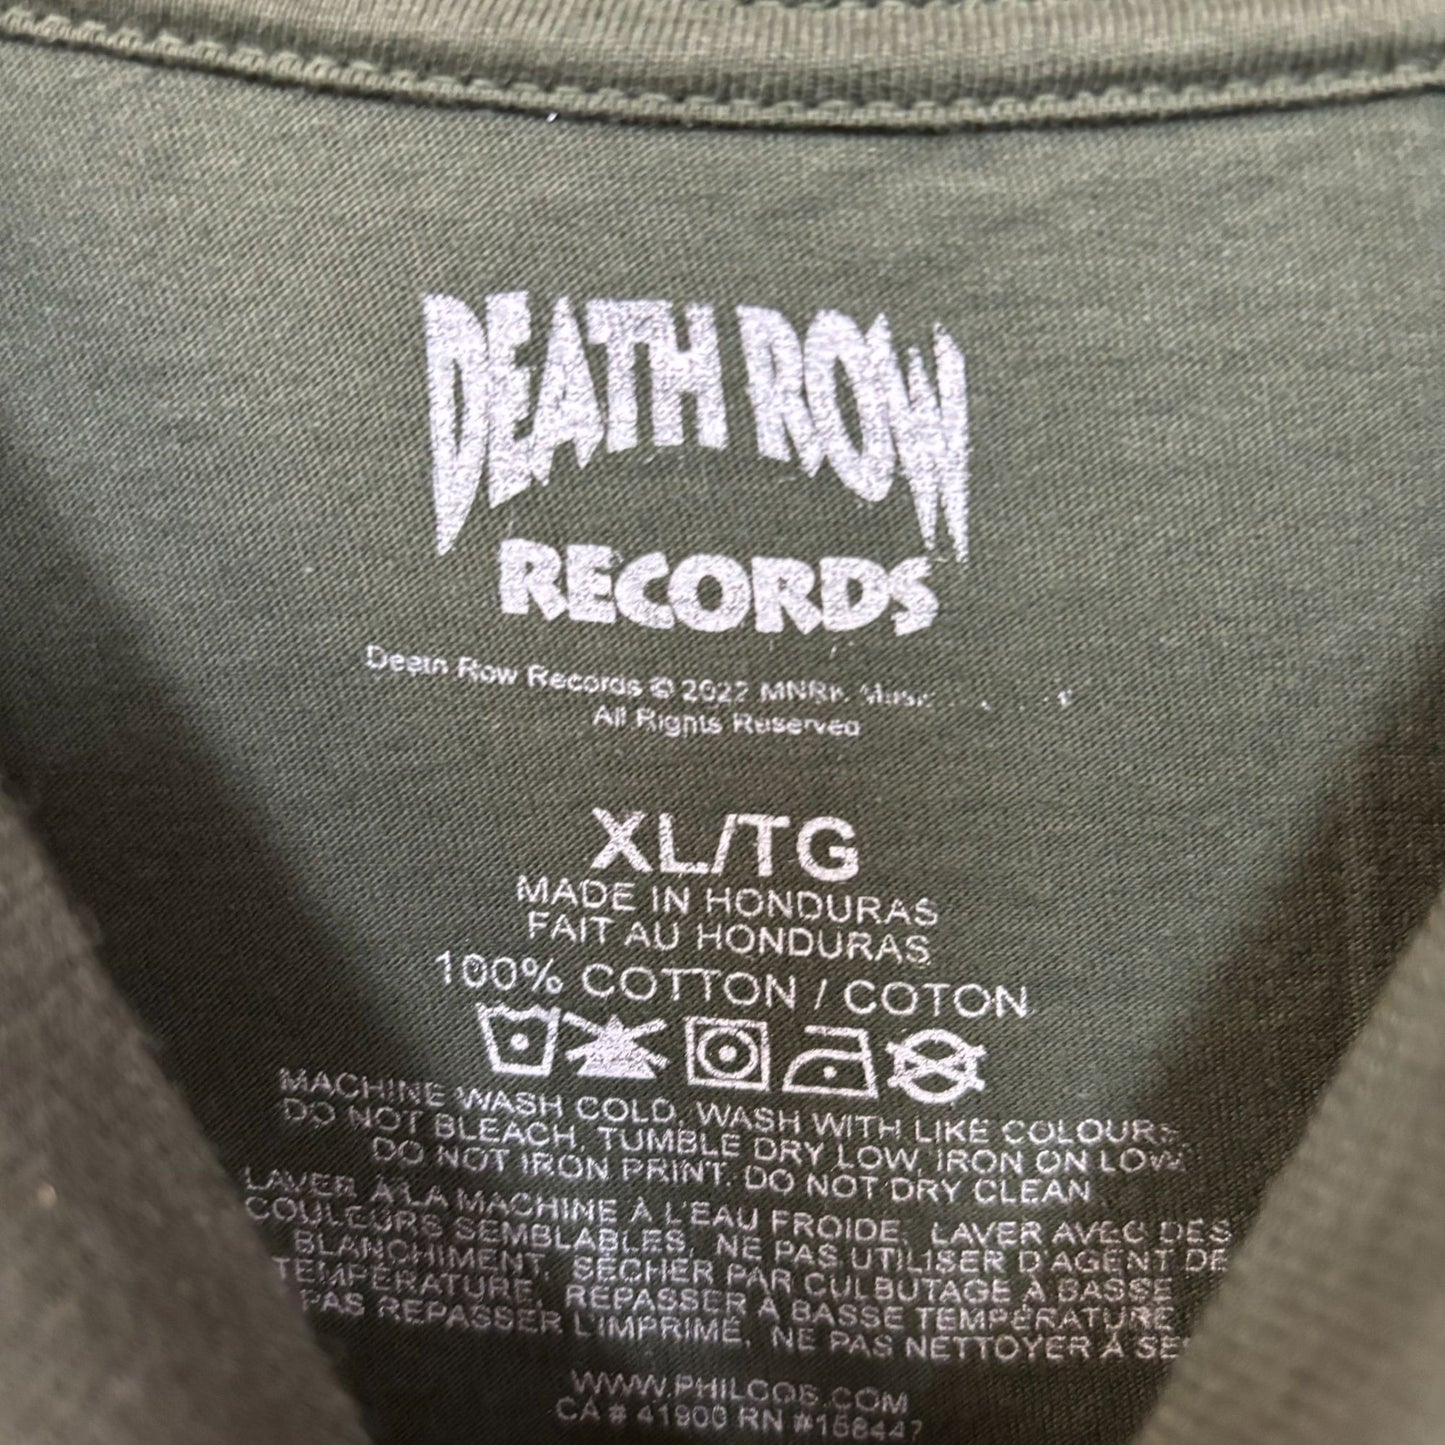 DEATH ROW
RECORDS
Death Row Records © 2022 MNRK Music
All Rights Reserved
XL/TG
MADE IN HONDURAS
FAIT AU HONDURAS
100% COTTON / COTON
MACHINE WASH COLD, WASH WITH LIKE COLOURS,
DO NOT BLEACH, TUMBLE DRY LOW, IRON ON LOW
DO NOT IRON PRINT, DO NOT DRY CLEAN
LAVER À LA MACHINE À L'EAU FROIDE, LAVER AVEC DES
COULEURS SEMBLABLES, NE PAS UTILISER D'AGENT DE
BLANCHIMENT, SÉCHER PAR CULBUTAGE À BASSE
TEMPÉRATURE, REPASSER À BASSE TEMPÉRATURE
PAS REPASSER L'IMPRIMÉ, NE PAS NETTOYER À
WWW.PHILCOS.COM
CA # 41900 RN #158447